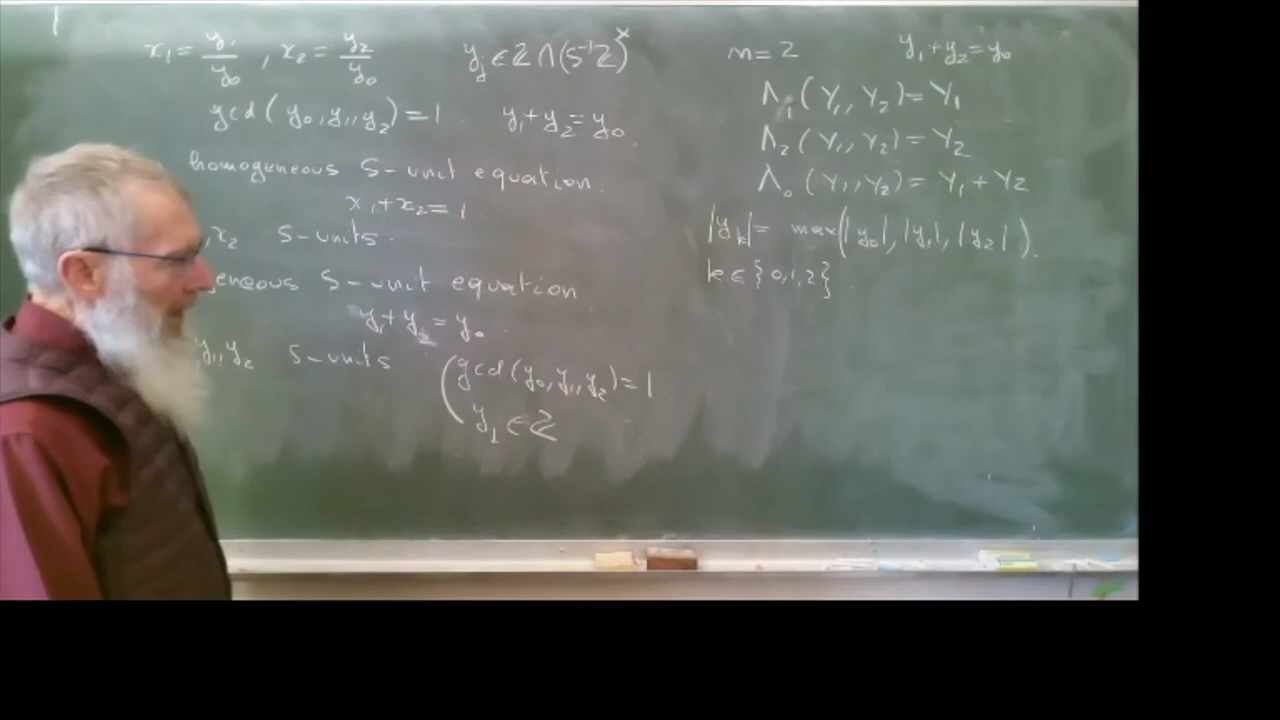 x₁ = y₁/y₀ , x₂ = y₂/y₀   y_j ∈ ℤ ∩ (S⁻¹ℤ)^×
gcd(y₀, y₁, y₂) = 1   y₁ + y₂ = y₀
homogeneous S-unit equation.
x₁ + x₂ = 1
, x₂ S-units.
geneous S-unit equation
y₁ + y₂ = y₀
y₁, y₂ S-units
( gcd(y₀, y₁, y₂) = 1
y_i ∈ ℤ
n = 2   y₁ + y₂ = y₀
Λ₁(Y₁, Y₂) = Y₁
Λ₂(Y₁, Y₂) = Y₂
Λ₀(Y₁, Y₂) = Y₁ + Y₂
|y_k| = max(|y₀|, |y₁|, |y₂|).
k ∈ {0, 1, 2}